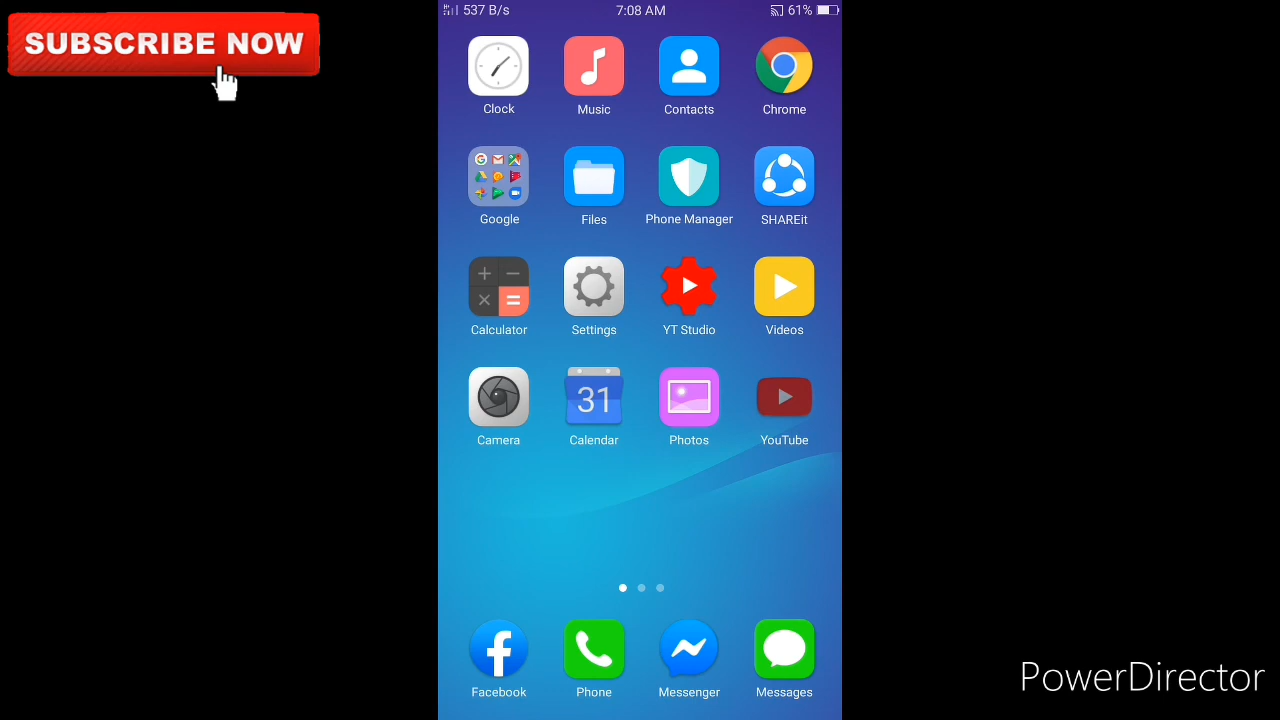 SUBSCRIBE NOW
537 B/s 7:08 AM 61%
Clock Music Contacts Chrome
Google Files Phone Manager SHAREit
Calculator Settings YT Studio Videos
31
Camera Calendar Photos YouTube
Facebook Phone Messenger Messages
PowerDirector